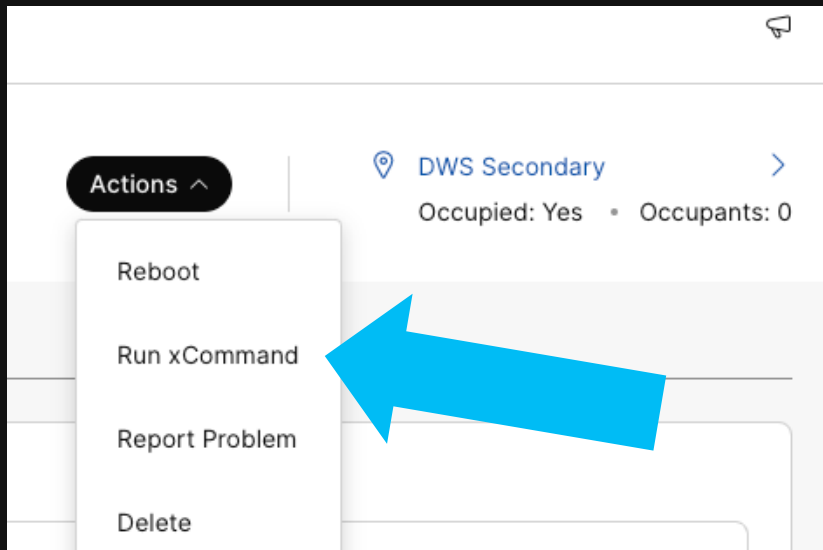 Actions
DWS Secondary
Occupied: Yes • Occupants: 0
Reboot
Run xCommand
Report Problem
Delete